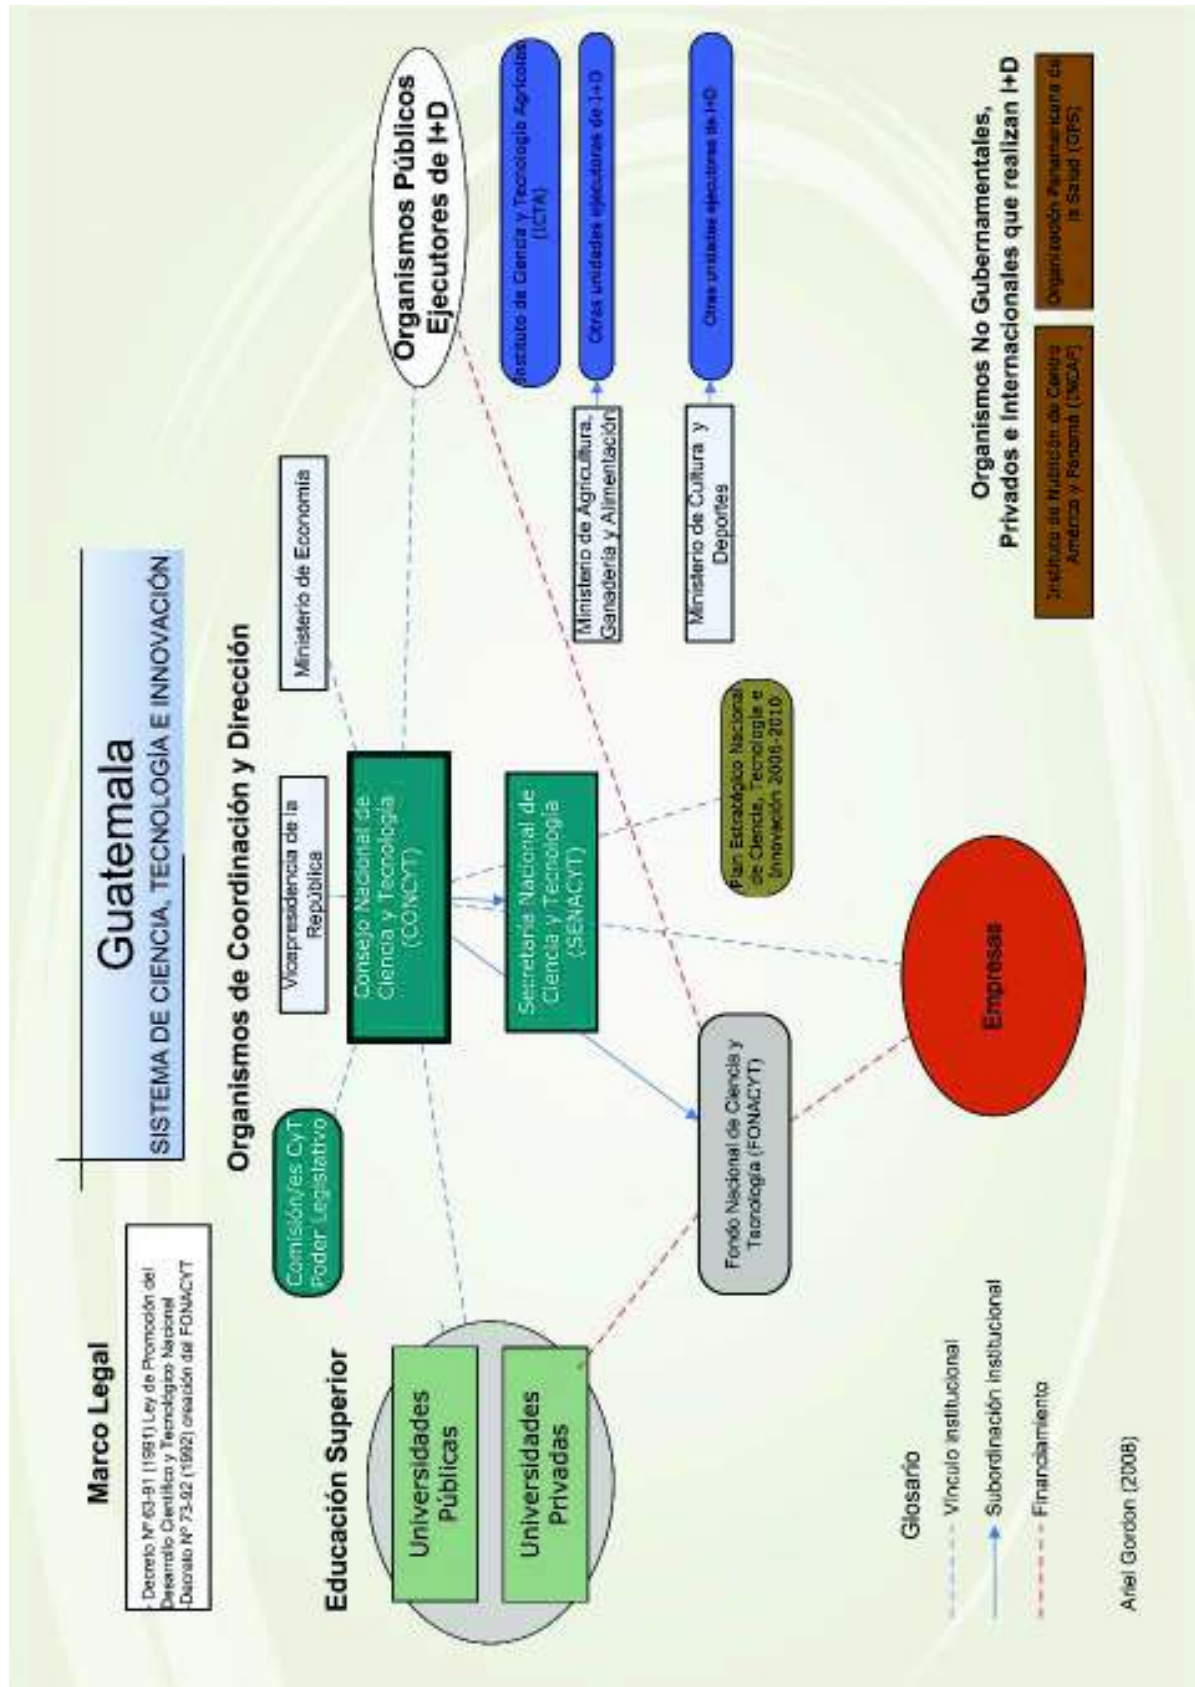 Guatemala
SISTEMA DE CIENCIA, TECNOLOGÍA E INNOVACIÓN
Marco Legal
- Decreto Nº 63-91 (1991) Ley de Promoción del
Desarrollo Científico y Tecnológico Nacional
-Decreto Nº 73-92 (1992) creación del FONACYT
Organismos de Coordinación y Dirección
Comisión/es CyT
Poder Legislativo
Vicepresidencia de la
República
Ministerio de Economía
Consejo Nacional de
Ciencia y Tecnología
(CONCYT)
Secretaría Nacional de
Ciencia y Tecnología
(SENACYT)
Organismos Públicos
Ejecutores de I+D
Instituto de Ciencia y Tecnología Agrícolas
(ICTA)
Ministerio de Agricultura,
Ganadería y Alimentación
Otras unidades ejecutoras de I+D
Ministerio de Cultura y
Deportes
Otras unidades ejecutoras de I+D
Educación Superior
Universidades
Públicas
Universidades
Privadas
Fondo Nacional de Ciencia y
Tecnología (FONACYT)
Plan Estratégico Nacional
de Ciencia, Tecnología e
Innovación 2005-2010
Empresas
Organismos No Gubernamentales,
Privados e Internacionales que realizan I+D
Instituto de Nutrición de Centro
América y Panamá (INCAP)
Organización Panamericana de
la Salud (OPS)
Glosario
Vínculo institucional
Subordinación institucional
Financiamiento
Ariel Gordon (2008)